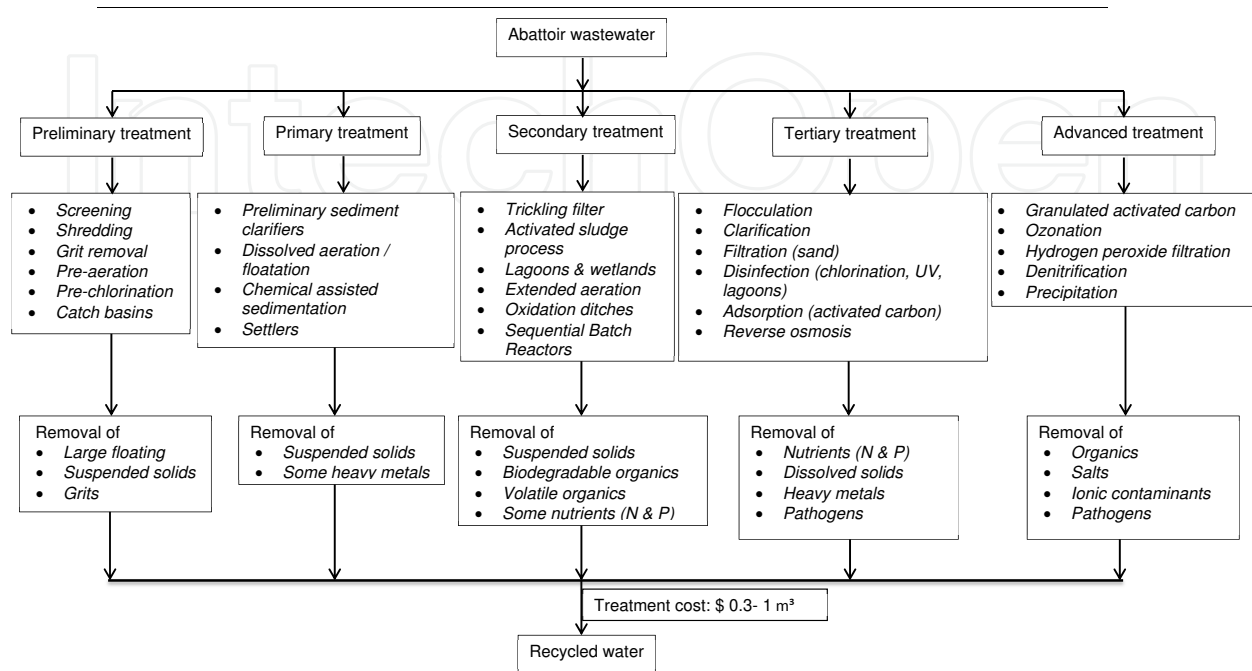 IntechOpen
Abattoir wastewater
Preliminary treatment
Primary treatment
Secondary treatment
Tertiary treatment
Advanced treatment
• Screening
• Shredding
• Grit removal
• Pre-aeration
• Pre-chlorination
• Catch basins
• Preliminary sediment
clarifiers
• Dissolved aeration /
floatation
• Chemical assisted
sedimentation
• Settlers
• Trickling filter
• Activated sludge
process
• Lagoons & wetlands
• Extended aeration
• Oxidation ditches
• Sequential Batch
Reactors
• Flocculation
• Clarification
• Filtration (sand)
• Disinfection (chlorination, UV,
lagoons)
• Adsorption (activated carbon)
• Reverse osmosis
• Granulated activated carbon
• Ozonation
• Hydrogen peroxide filtration
• Denitrification
• Precipitation
Removal of
• Large floating
• Suspended solids
• Grits
Removal of
• Suspended solids
• Some heavy metals
Removal of
• Suspended solids
• Biodegradable organics
• Volatile organics
• Some nutrients (N & P)
Removal of
• Nutrients (N & P)
• Dissolved solids
• Heavy metals
• Pathogens
Removal of
• Organics
• Salts
• Ionic contaminants
• Pathogens
Treatment cost: $ 0.3- 1 m³
Recycled water